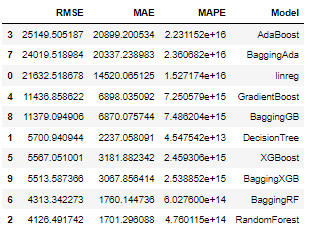 RMSE MAE MAPE Model
3 25149.505187 20899.200534 2.231152e+16 AdaBoost
7 24019.518984 20337.238983 2.360682e+16 BaggingAda
0 21632.518678 14520.065125 1.527174e+16 linreg
4 11436.858622 6898.035092 7.250579e+15 GradientBoost
8 11379.094906 6870.075744 7.486204e+15 BaggingGB
1 5700.940944 2237.058091 4.547542e+13 DecisionTree
5 5567.051001 3181.882342 2.459306e+15 XGBoost
9 5513.587366 3067.856414 2.538852e+15 BaggingXGB
6 4313.342273 1760.144736 6.027600e+14 BaggingRF
2 4126.491742 1701.296088 4.760115e+14 RandomForest